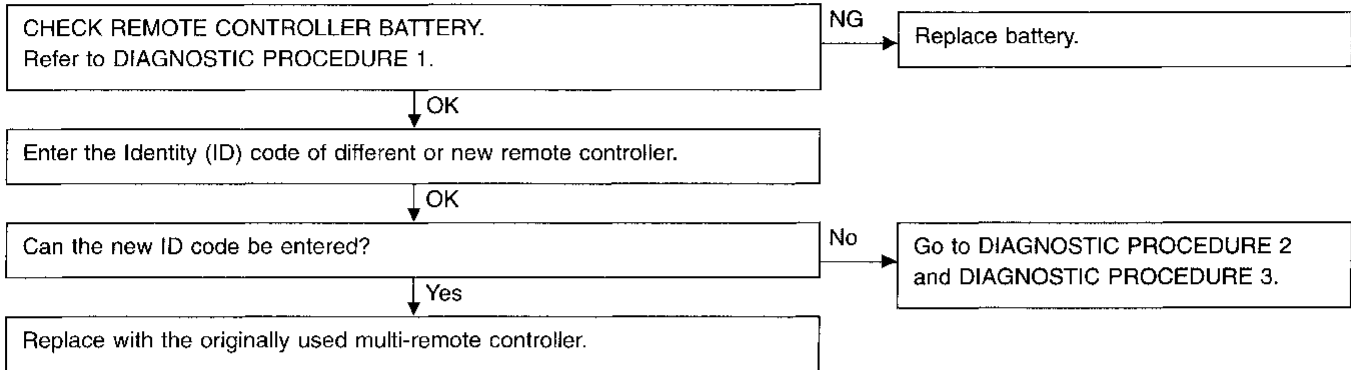 CHECK REMOTE CONTROLLER BATTERY.
Refer to DIAGNOSTIC PROCEDURE 1.
NG
Replace battery.
OK
Enter the Identity (ID) code of different or new remote controller.
OK
Can the new ID code be entered?
No
Go to DIAGNOSTIC PROCEDURE 2
and DIAGNOSTIC PROCEDURE 3.
Yes
Replace with the originally used multi-remote controller.